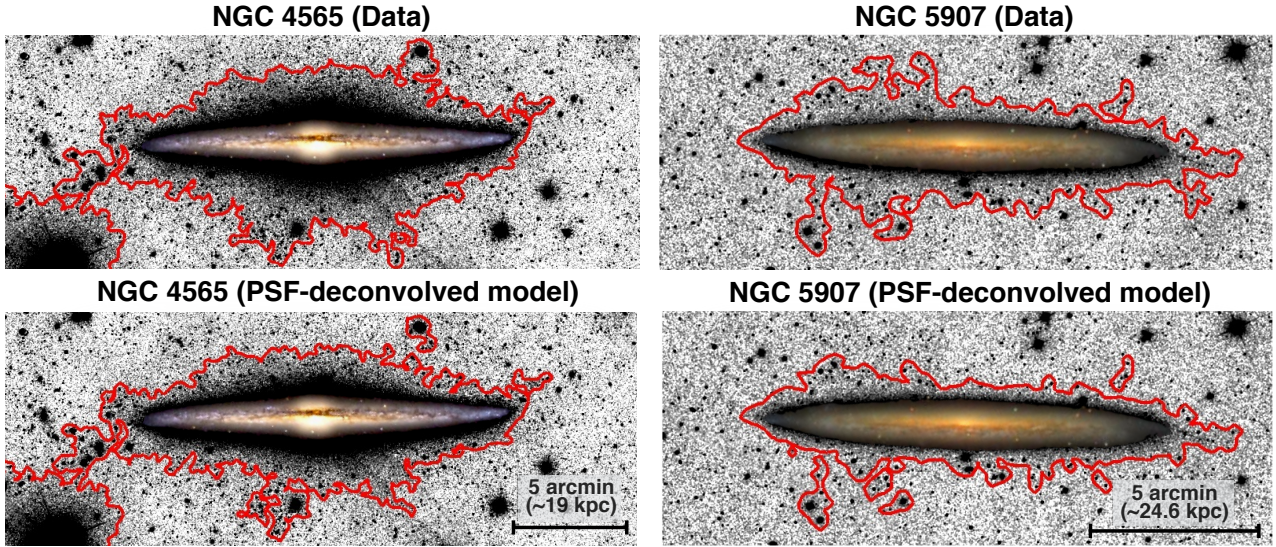 NGC 4565 (Data)
NGC 5907 (Data)
NGC 4565 (PSF-deconvolved model)
NGC 5907 (PSF-deconvolved model)
5 arcmin
(~19 kpc)
5 arcmin
(~24.6 kpc)